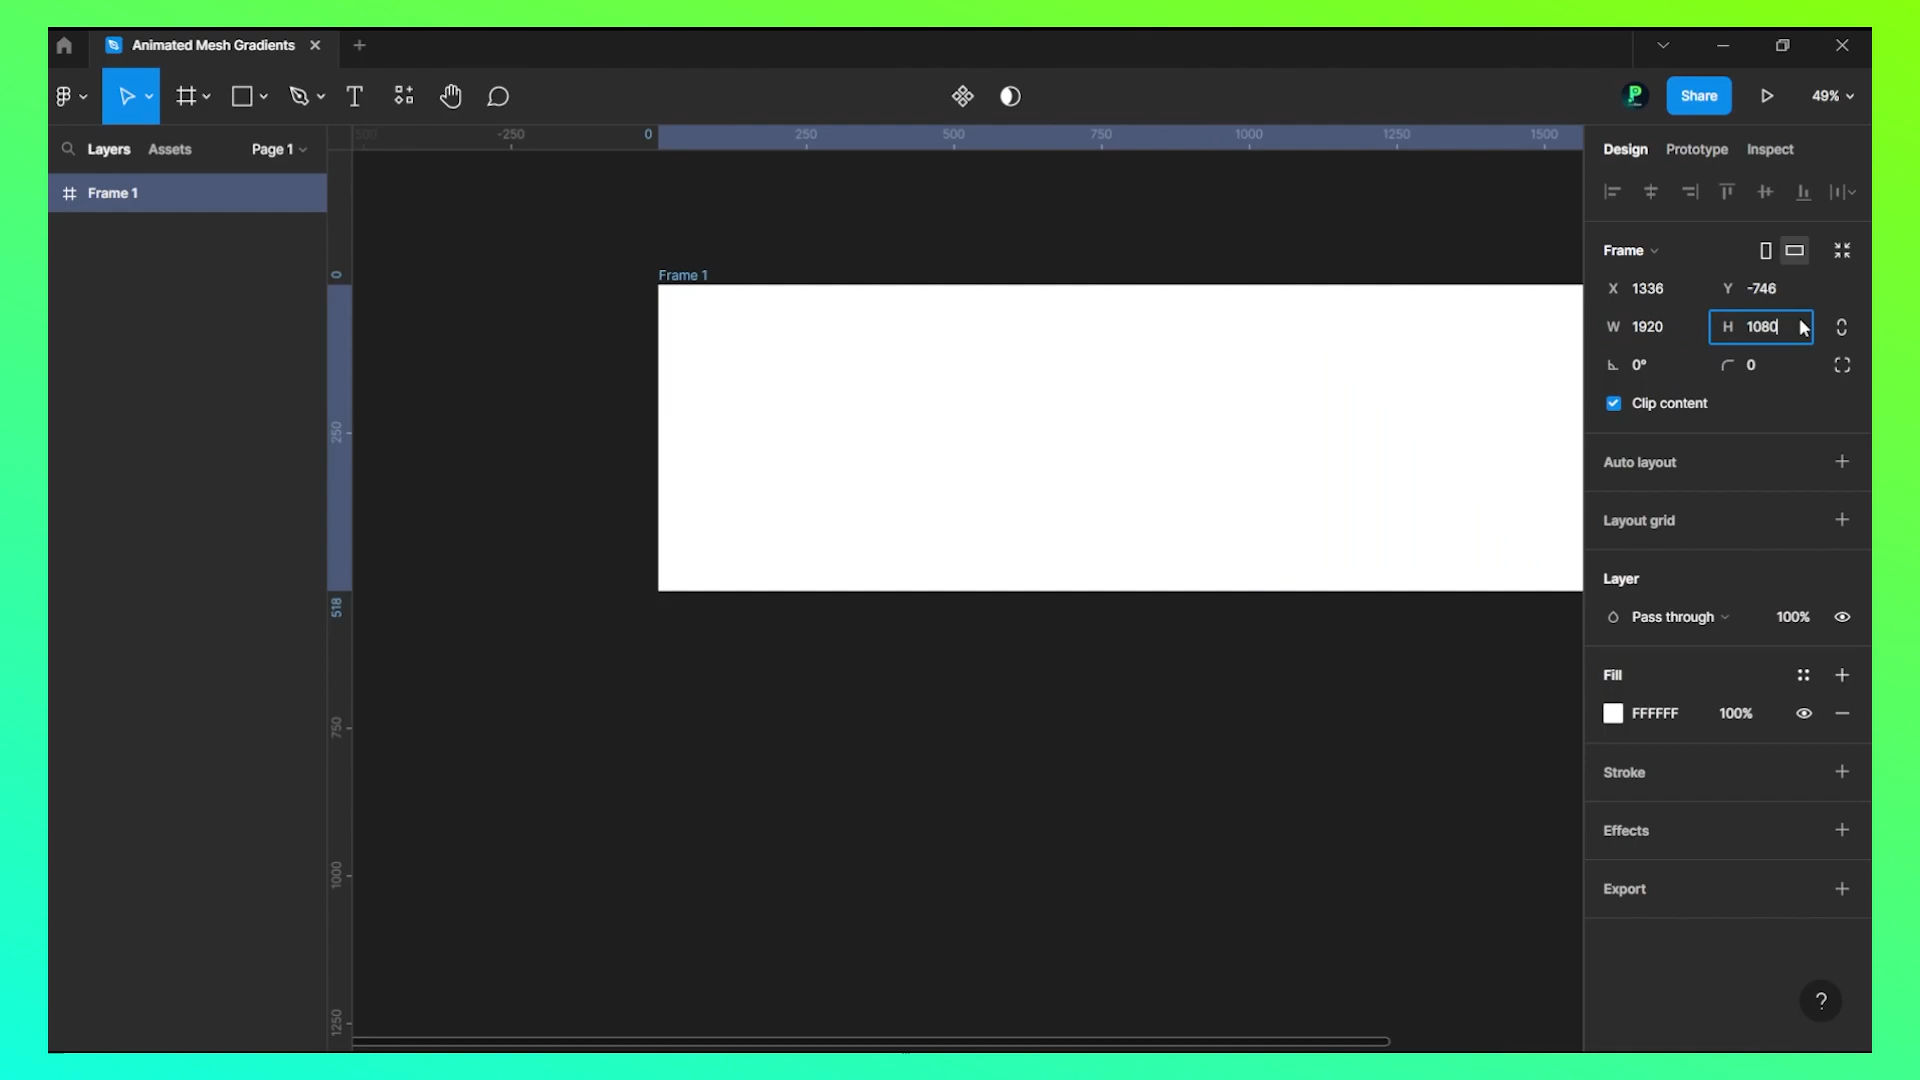 Animated Mesh Gradients
Share
49%
Layers
Assets
Page 1
Frame 1
-250
0
250
500
750
1000
1250
1500
0
250
518
750
1000
1250
Frame 1
Design
Prototype
Inspect
Frame
X 1336
Y -746
W 1920
H 1080
0°
0
Clip content
Auto layout
Layout grid
Layer
Pass through
100%
Fill
FFFFFF
100%
Stroke
Effects
Export
?